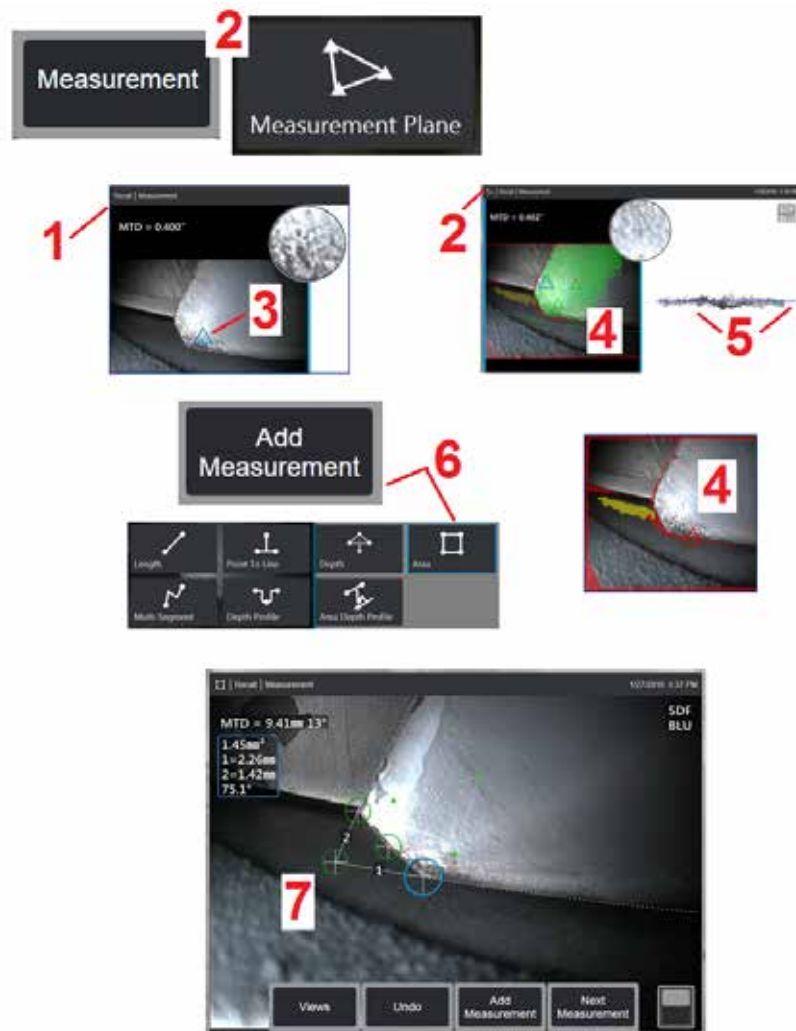 2
Measurement
Measurement Plane
Recall | Measurement
1
MTD = 0.400"
3
2
Recall | Measurement
MTD = 0.402"
4
5
Add
Measurement
6
Length
Point To Line
Depth
Area
Multi Segment
Depth Profile
Area Depth Profile
4
Recall | Measurement
MTD = 9.41mm 13°
SDF
BLU
1.45mm²
1=2.26mm
2=1.42mm
75.1°
2
1
7
Views
Undo
Add
Measurement
Next
Measurement